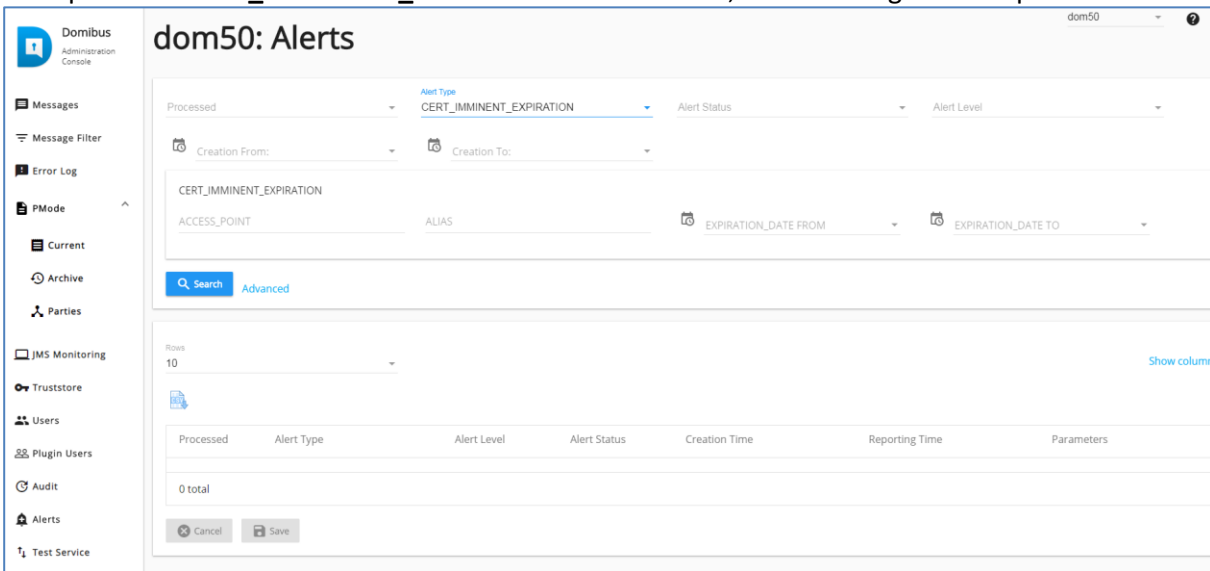 Domibus
Administration
Console
dom50: Alerts
dom50
Messages
Message Filter
Error Log
PMode
Current
Archive
Parties
JMS Monitoring
Truststore
Users
Plugin Users
Audit
Alerts
Test Service
Processed
Alert Type
CERT_IMMINENT_EXPIRATION
Alert Status
Alert Level
Creation From:
Creation To:
CERT_IMMINENT_EXPIRATION
ACCESS_POINT
ALIAS
EXPIRATION_DATE FROM
EXPIRATION_DATE TO
Search
Advanced
Rows
10
Show colum
Processed Alert Type Alert Level Alert Status Creation Time Reporting Time Parameters
0 total
Cancel
Save